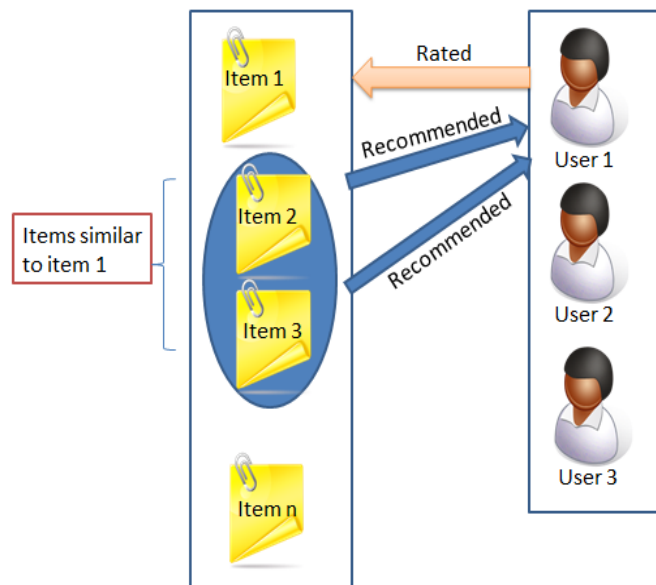 Item 1
Rated
User 1
Recommended
Items similar
to item 1
Item 2
Recommended
User 2
Item 3
User 3
Item n